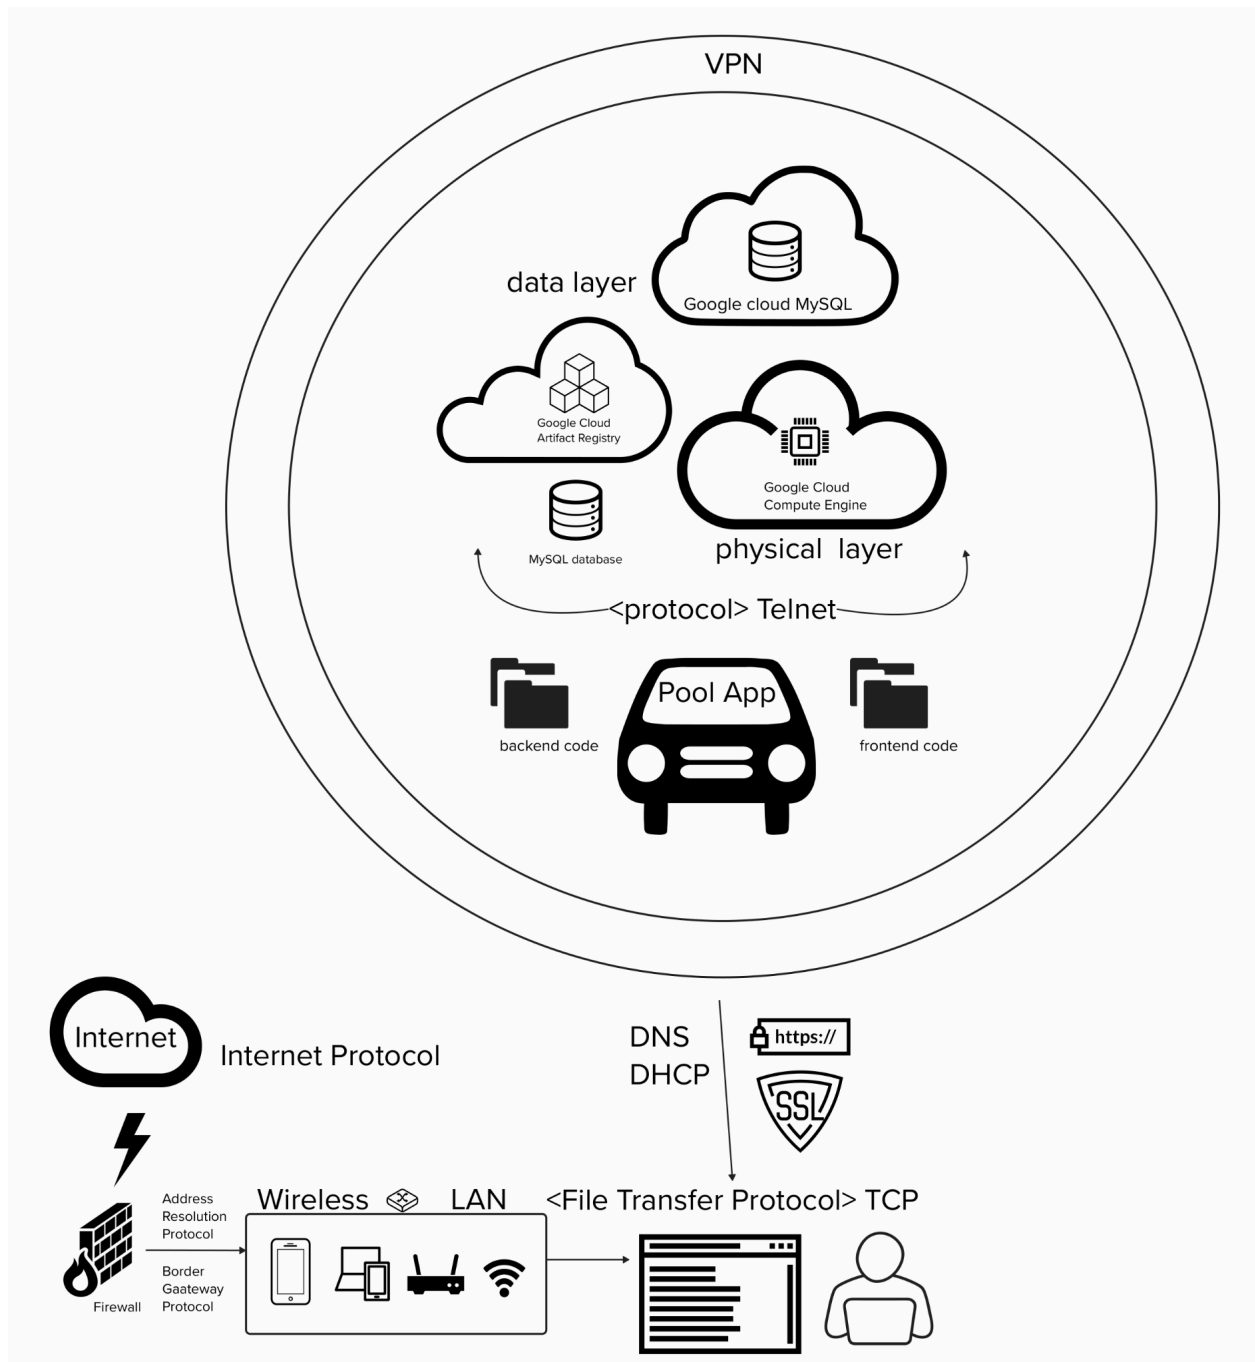 VPN
data layer
Google cloud MySQL
Google Cloud
Artifact Registry
Google Cloud
Compute Engine
MySQL database
physical layer
<protocol> Telnet
Pool App
backend code
frontend code
Internet
Internet Protocol
DNS
DHCP
https://
SSL
Address
Resolution
Protocol
Border
Gaateway
Protocol
Firewall
Wireless LAN
<File Transfer Protocol> TCP